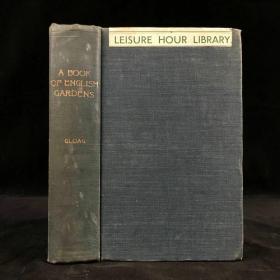 A BOOK
OF ENGLISH
GARDENS
GLOAG
LEISURE HOUR LIBRARY